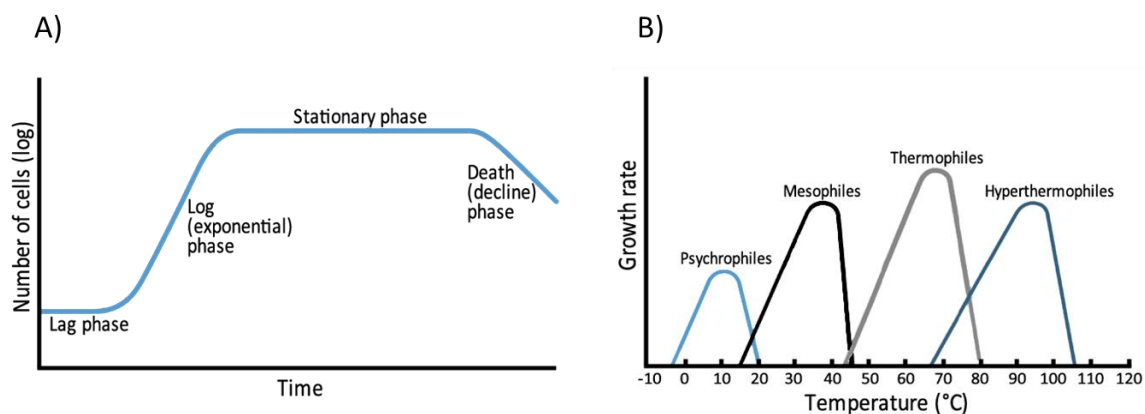 A)
Number of cells (log)
Lag phase
Log
(exponential)
phase
Stationary phase
Death
(decline)
phase
Time
B)
Growth rate
Psychrophiles
Mesophiles
Thermophiles
Hyperthermophiles
-10 0 10 20 30 40 50 60 70 80 90 100 110 120
Temperature (°C)